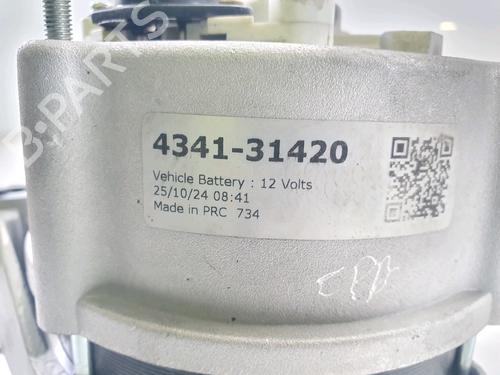 B-PARTS
4341-31420
Vehicle Battery : 12 Volts
25/10/24 08:41
Made in PRC 734